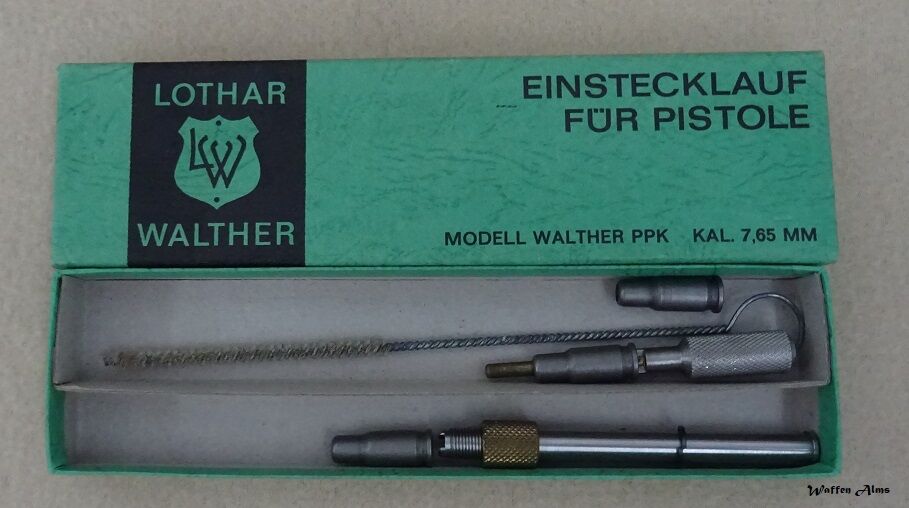 LOTHAR
LW
WALTHER
EINSTECKLAUF
FÜR PISTOLE
MODELL WALTHER PPK KAL. 7,65 MM
Waffen Alms